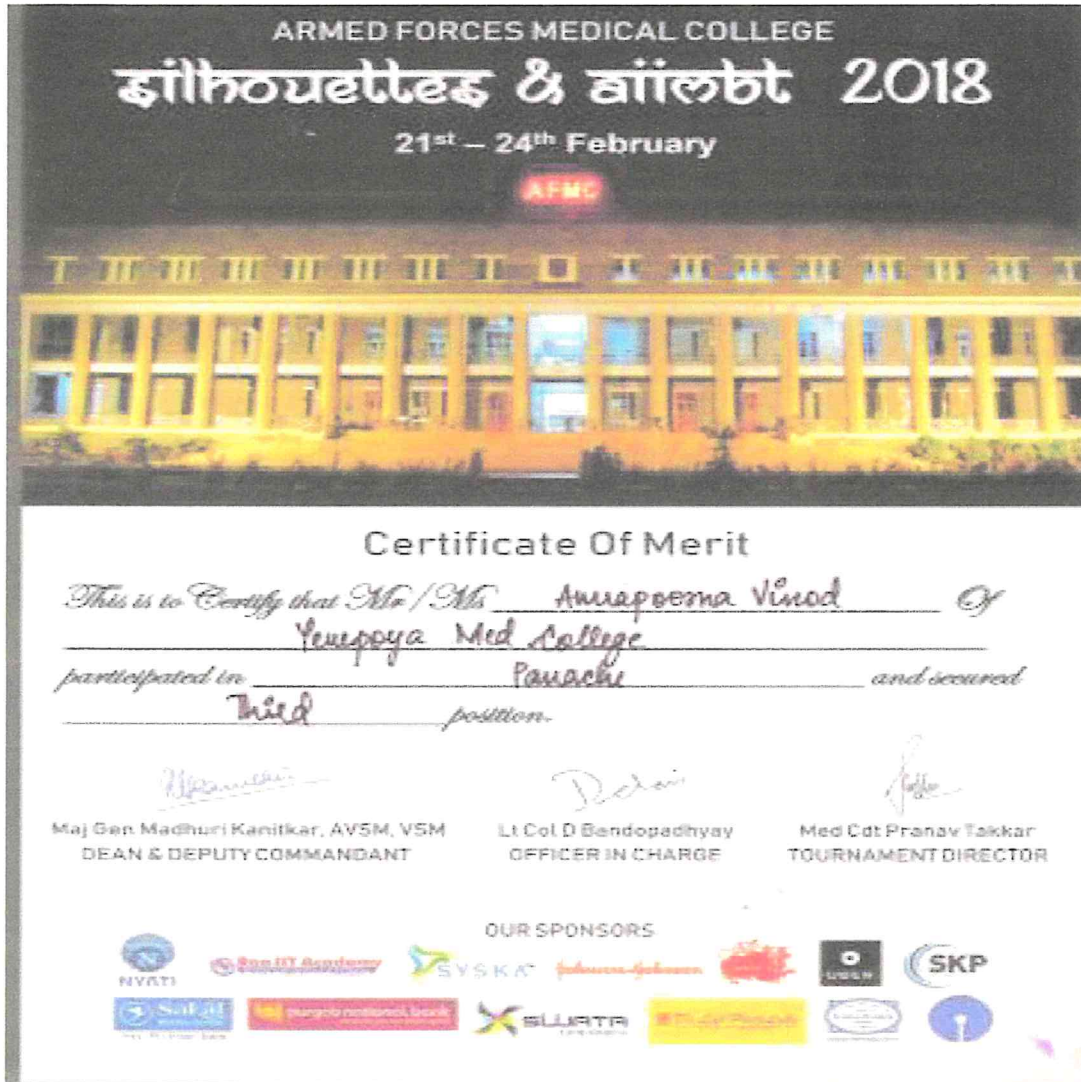 ARMED FORCES MEDICAL COLLEGE
silhouettes & aiimbt 2018
21st – 24th February
AFMC
Certificate Of Merit
This is to Certify that Mr/Ms Annapoorna Vinod Of
Yenepoya Med College
participated in Panache and secured
Third position.
Maj Gen Madhuri Kanitkar, AVSM, VSM
DEAN & DEPUTY COMMANDANT
Lt Col D Bandopadhyay
OFFICER IN CHARGE
Med Cdt Pranav Takkar
TOURNAMENT DIRECTOR
OUR SPONSORS
NYATI
IIT Academy
SYSKA
Johnson & Johnson
SKP
Sakal
punjab national bank